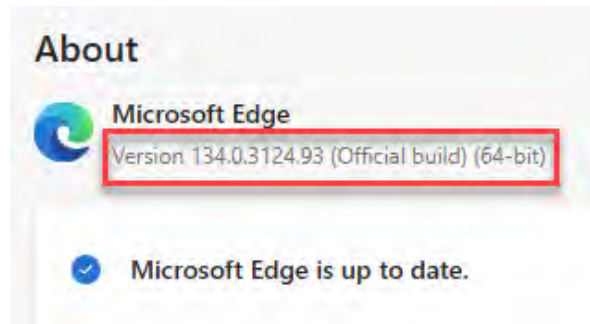 About
Microsoft Edge
Version 134.0.3124.93 (Official build) (64-bit)
Microsoft Edge is up to date.